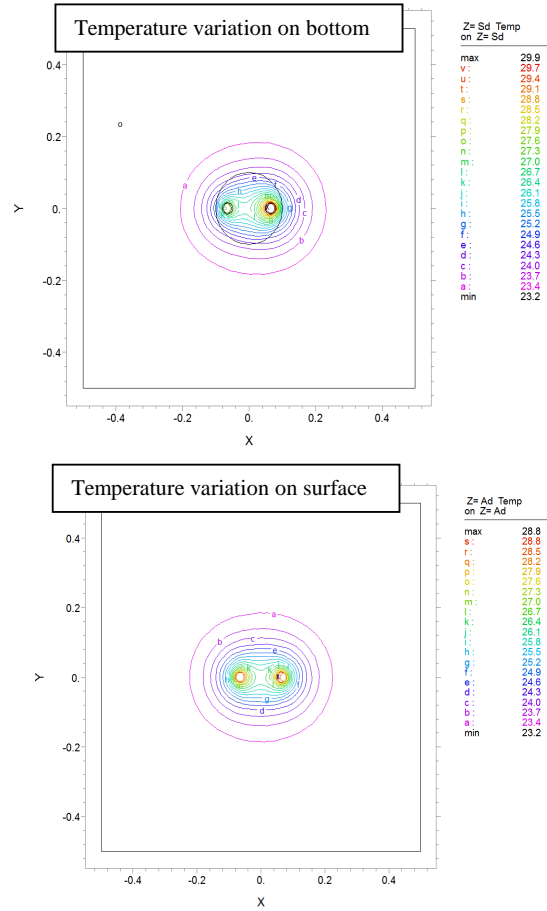 Temperature variation on bottom
Z= Sd Temp
on Z= Sd
max 29.9
v : 29.7
u : 29.4
t : 29.1
s : 28.8
r : 28.5
q : 28.2
p : 27.9
o : 27.6
n : 27.3
m : 27.0
l : 26.7
k : 26.4
j : 26.1
i : 25.8
h : 25.5
g : 25.2
f : 24.9
e : 24.6
d : 24.3
c : 24.0
b : 23.7
a : 23.4
min 23.2
0.4
0.2
0.
-0.2
-0.4
Y
o
a
e
f
h
d
g
c
b
-0.4 -0.2 0. 0.2 0.4
X
Temperature variation on surface
Z= Ad Temp
on Z= Ad
max 28.8
s : 28.8
r : 28.5
q : 28.2
p : 27.9
o : 27.6
n : 27.3
m : 27.0
l : 26.7
k : 26.4
j : 26.1
i : 25.8
h : 25.5
g : 25.2
f : 24.9
e : 24.6
d : 24.3
c : 24.0
b : 23.7
a : 23.4
min 23.2
0.4
0.2
0.
-0.2
-0.4
Y
a
b
c
e
k
k
f
g
d
-0.4 -0.2 0. 0.2 0.4
X